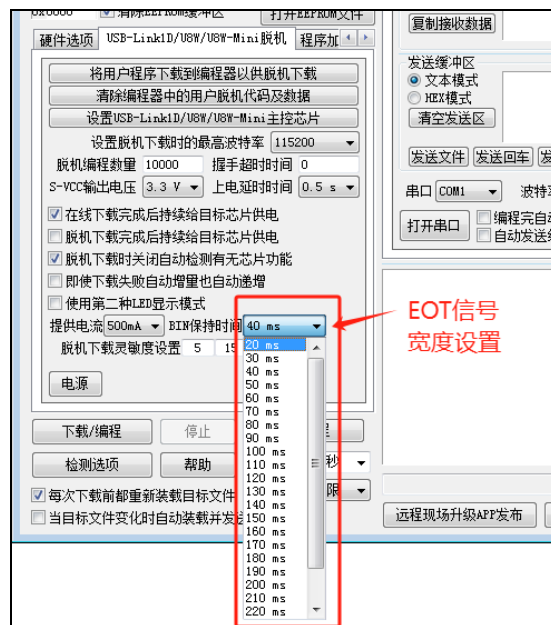 0x0000 清除EEPROM缓冲区 打开EEPROM文件
硬件选项 USB-Link1D/U8W/U8W-Mini脱机 程序加
将用户程序下载到编程器以供脱机下载
清除编程器中的用户脱机代码及数据
设置USB-Link1D/U8W/U8W-Mini主控芯片
设置脱机下载时的最高波特率 115200
脱机编程数量 10000 握手超时时间 0
S-VCC输出电压 3.3 V 上电延时时间 0.5 s
在线下载完成后持续给目标芯片供电
脱机下载完成后持续给目标芯片供电
脱机下载时关闭自动检测有无芯片功能
即使下载失败自动增量也自动递增
使用第二种LED显示模式
提供电流 500mA BIN保持时间 40 ms
脱机下载灵敏度设置 5 15
电源
20 ms
30 ms
40 ms
50 ms
60 ms
70 ms
80 ms
90 ms
100 ms
110 ms
120 ms
130 ms
140 ms
150 ms
160 ms
170 ms
180 ms
190 ms
200 ms
210 ms
220 ms
下载/编程 停止 程
检测选项 帮助 秒
每次下载前都重新装载目标文件 限
当目标文件变化时自动装载并发送
复制接收数据
发送缓冲区
文本模式
HEX模式
清空发送区
发送文件 发送回车 发
串口 COM1 波特
打开串口 编程完自
自动发送
EOT信号
宽度设置
远程现场升级APP发布